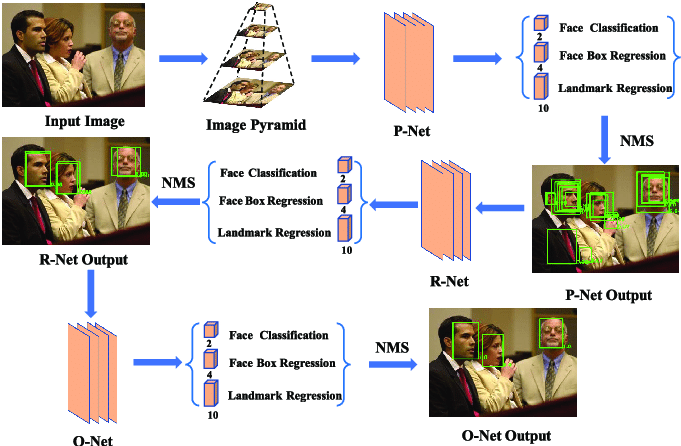 Input Image
Image Pyramid
P-Net
2
Face Classification
4
Face Box Regression
10
Landmark Regression
NMS
P-Net Output
R-Net
Face Classification
2
Face Box Regression
4
Landmark Regression
10
NMS
R-Net Output
O-Net
Face Classification
2
Face Box Regression
4
Landmark Regression
10
NMS
O-Net Output